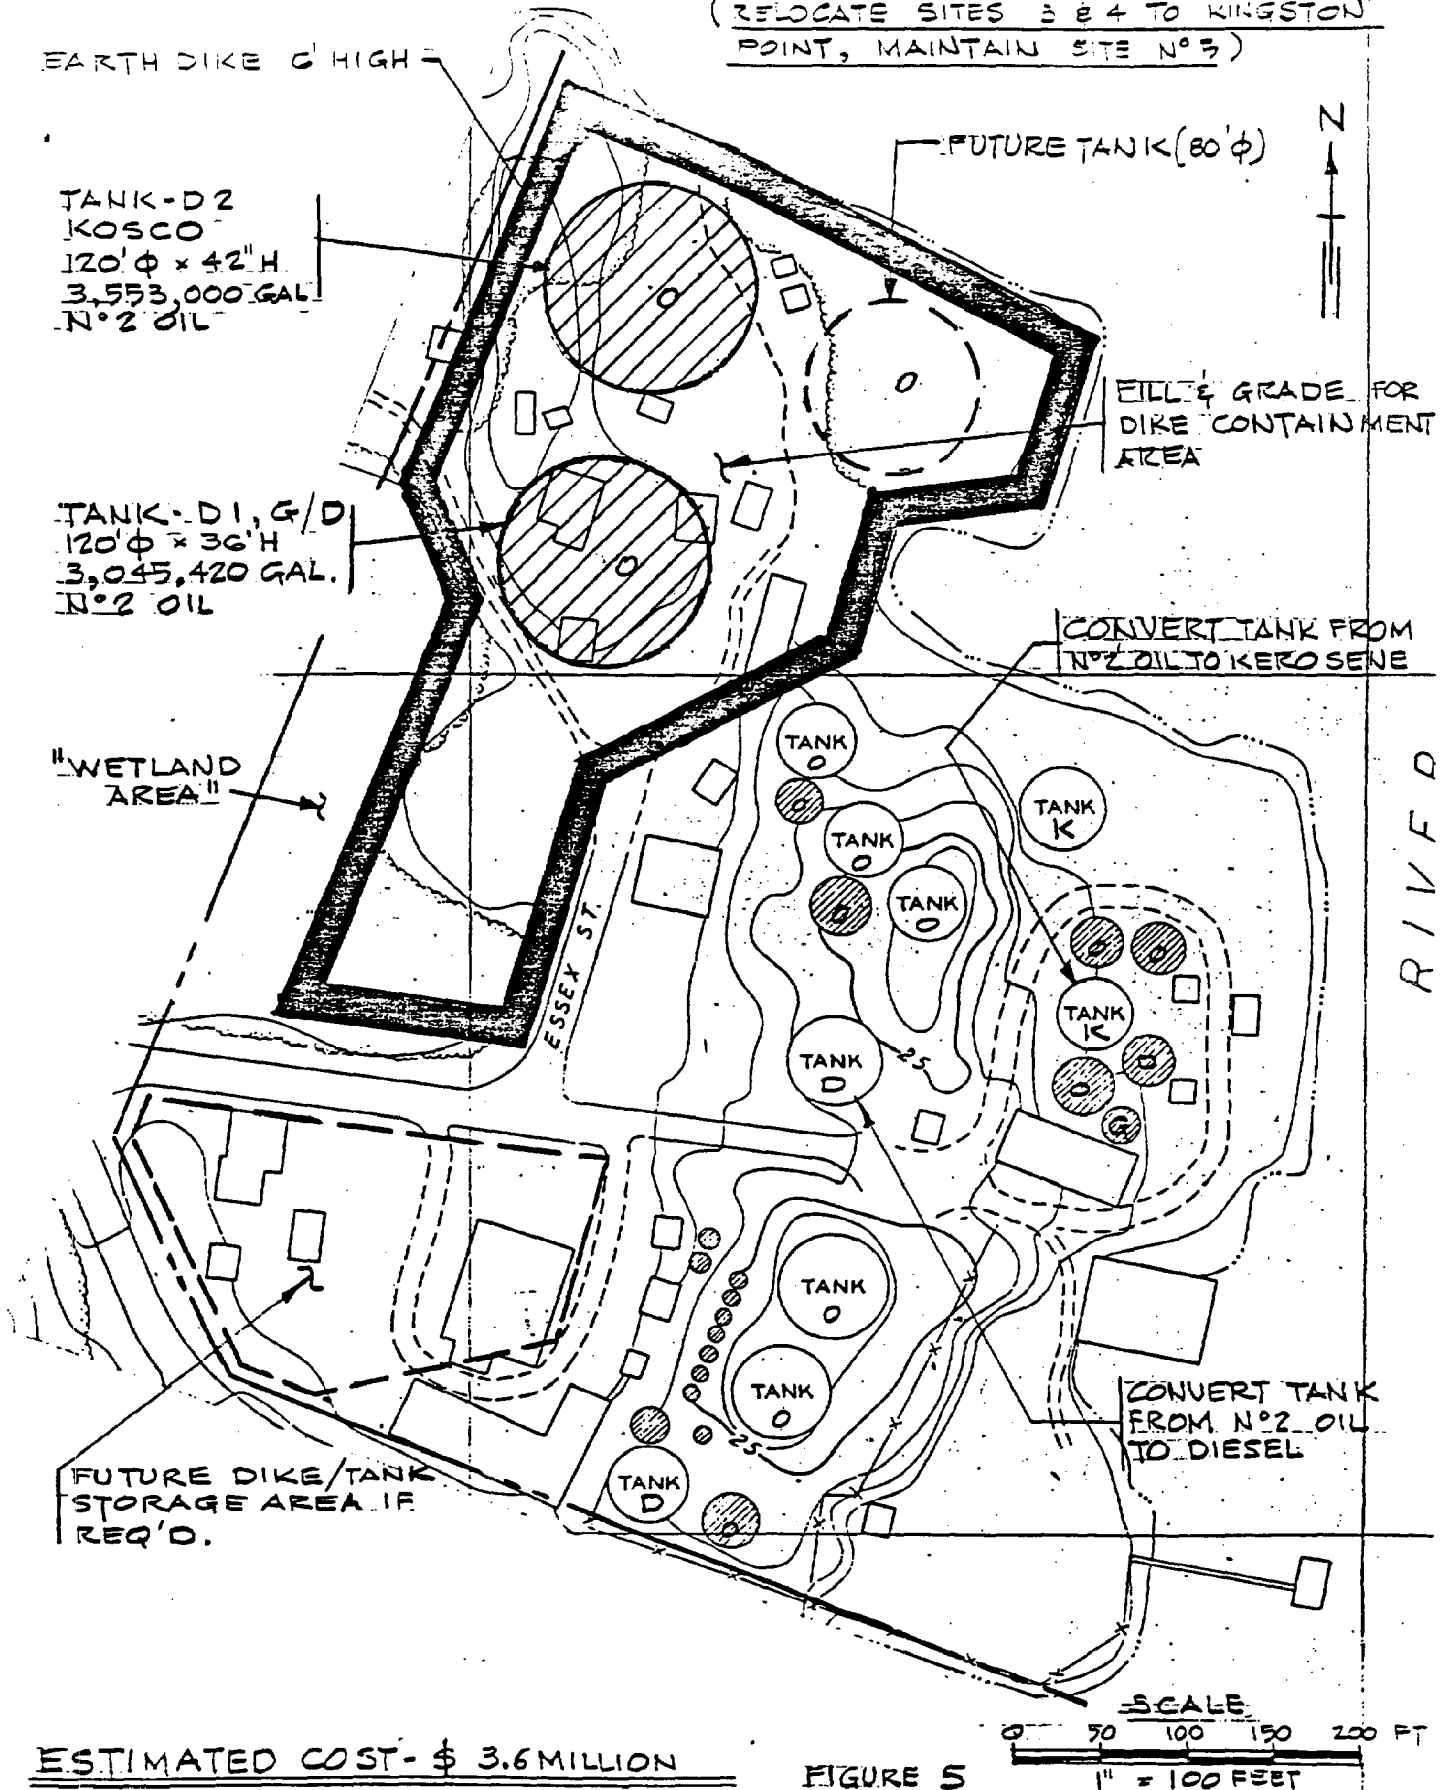 (RELOCATE SITES 3 & 4 TO KINGSTON
POINT, MAINTAIN SITE Nº 5)
EARTH DIKE 6' HIGH
N
FUTURE TANK (80'φ)
TANK-D2
KOSCO
120'φ x 42"H
3,553,000 GAL
Nº2 OIL
FILL & GRADE FOR
DIKE CONTAINMENT
AREA
TANK-D1, G/D
120'φ x 36'H
3,045,420 GAL.
Nº2 OIL
CONVERT TANK FROM
Nº2 OIL TO KEROSENE
"WETLAND
AREA"
RIVER
ESSEX ST.
O
O
O
TANK
O
O
TANK
K
TANK
O
O
TANK
O
O
O
TANK
K
25
TANK
D
O
D
G
TANK
O
TANK
O
25
TANK
D
O
CONVERT TANK
FROM Nº2 OIL
TO DIESEL
FUTURE DIKE/TANK
STORAGE AREA IF
REQ'D.
SCALE
0 50 100 150 200 FT
1" = 100 FEET
ESTIMATED COST-$ 3.6 MILLION
FIGURE 5